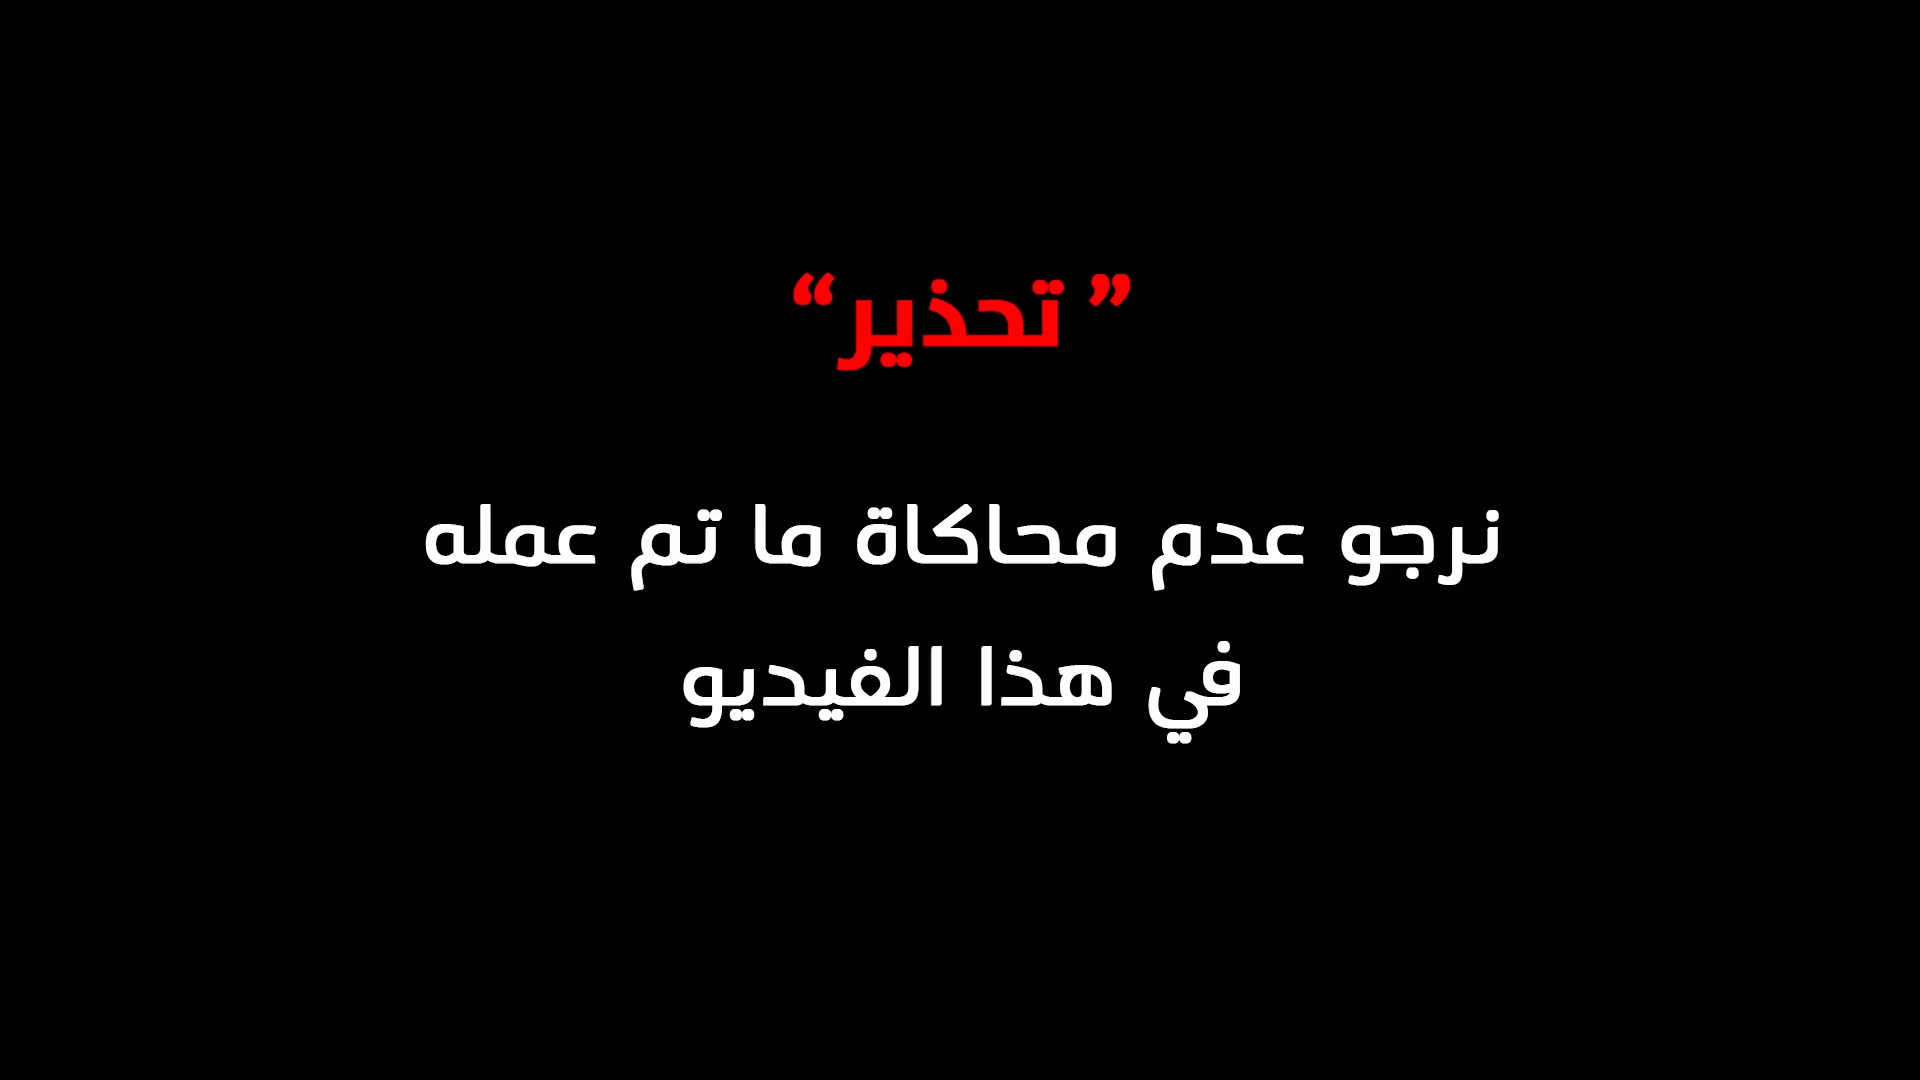 ” تحذير“
نرجو عدم محاكاة ما تم عمله
في هذا الفيديو